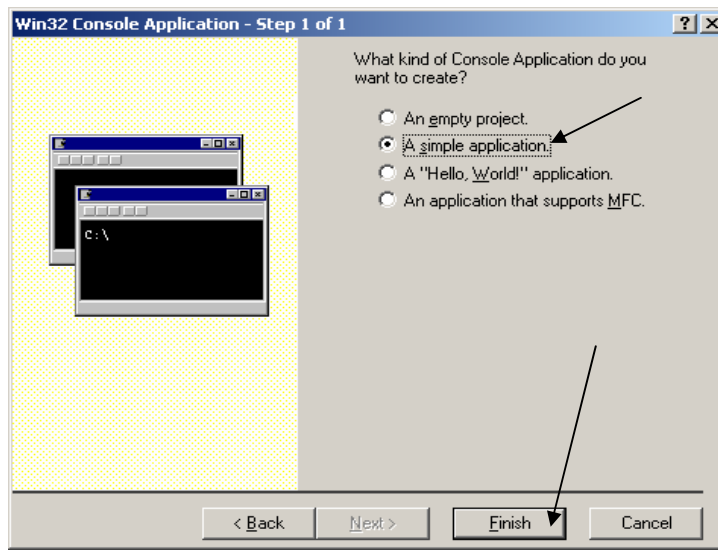 Win32 Console Application - Step 1 of 1
What kind of Console Application do you
want to create?
An empty project.
A simple application.
A "Hello, World!" application.
An application that supports MFC.
C:\
< Back
Next >
Finish
Cancel